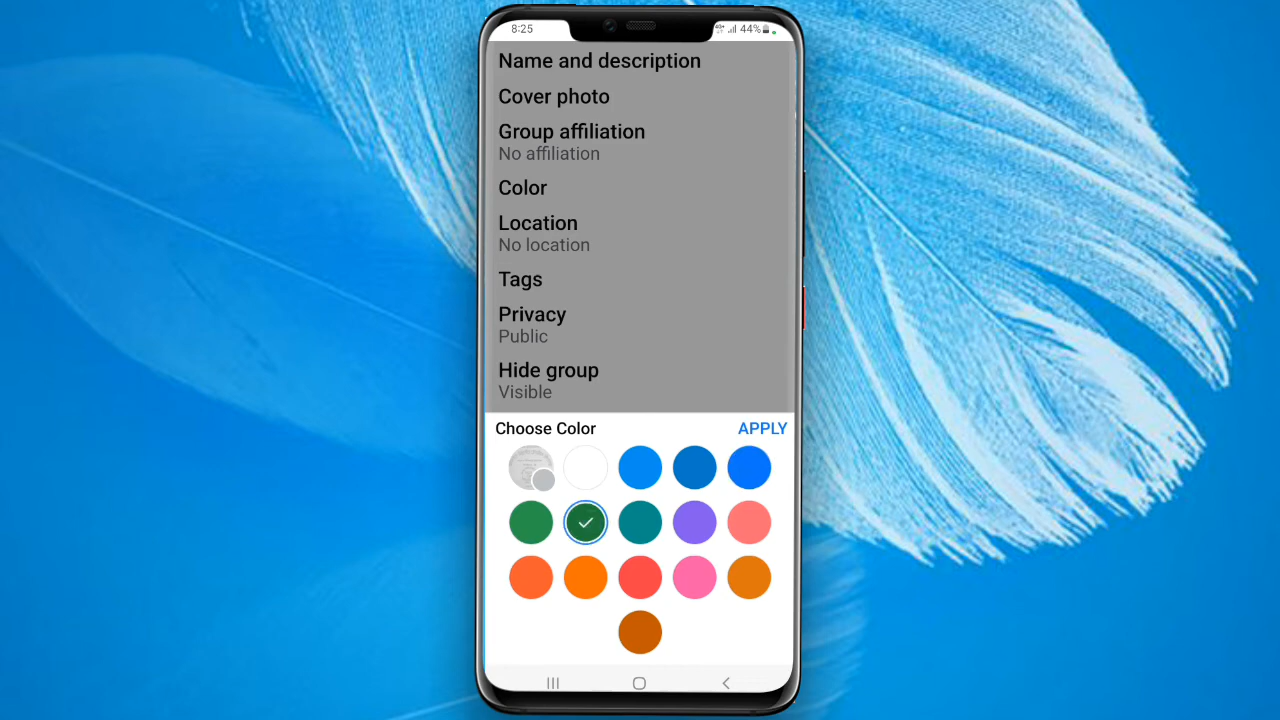 8:25
44%
Name and description
Cover photo
Group affiliation
No affiliation
Color
Location
No location
Tags
Privacy
Public
Hide group
Visible
Choose Color
APPLY